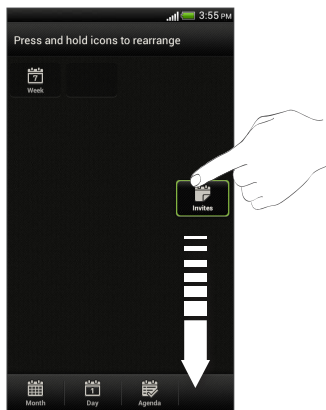 3:55 PM
Press and hold icons to rearrange
7
Week
Invites
1
Month
Day
Agenda